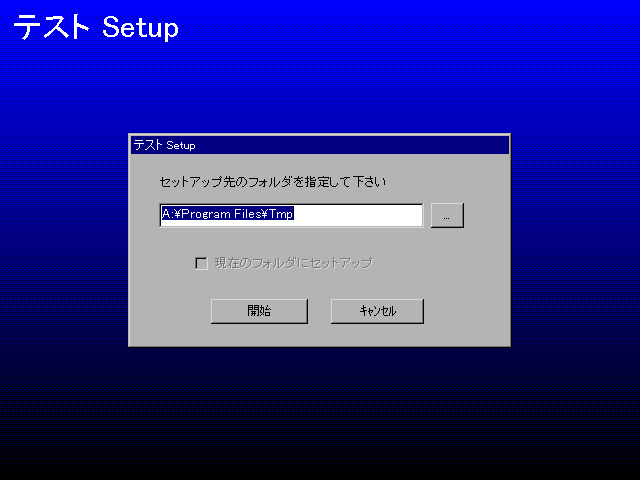 テスト Setup
テスト Setup
セットアップ先のフォルダを指定して下さい
A:¥Program Files¥Tmp
...
現在のフォルダにセットアップ
開始
ｷｬﾝｾﾙ